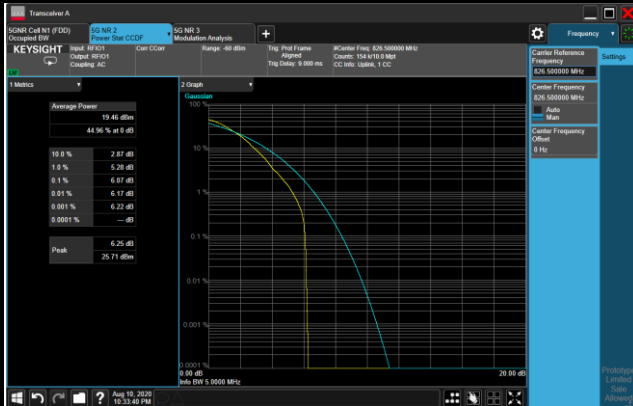 Transceiver A
5GNR Cell N1 (FDD)
Occupied BW
5G NR 2
Power Stat CCDF
5G NR 3
Modulation Analysis
Frequency
KEYSIGHT
Input: RFIO1
Output: RFIO1
Coupling: AC
Corr CCorr
Range: -60 dBm
Trig: Prot Frame
Aligned
Trig Delay: 9.000 ms
#Center Freq: 826.500000 MHz
Counts: 154 k/10.0 Mpt
CC Info: Uplink, 1 CC
Carrier Reference
Frequency
826.500000 MHz
Settings
1 Metrics
2 Graph
Center Frequency
826.500000 MHz
Auto
Man
Center Frequency
Offset
0 Hz
Gaussian
Average Power
19.46 dBm
44.96 % at 0 dB
10.0 % 2.87 dB
1.0 % 5.28 dB
0.1 % 6.07 dB
0.01 % 6.17 dB
0.001 % 6.22 dB
0.0001 % --- dB
Peak
6.25 dB
25.71 dBm
100 %
10 %
1 %
0.1 %
0.01 %
0.001 %
0.0001 %
0.00 dB
20.00 dB
Info BW 5.0000 MHz
Prototype
Limited
Sale
Allowed
Aug 10, 2020
10:33:40 PM